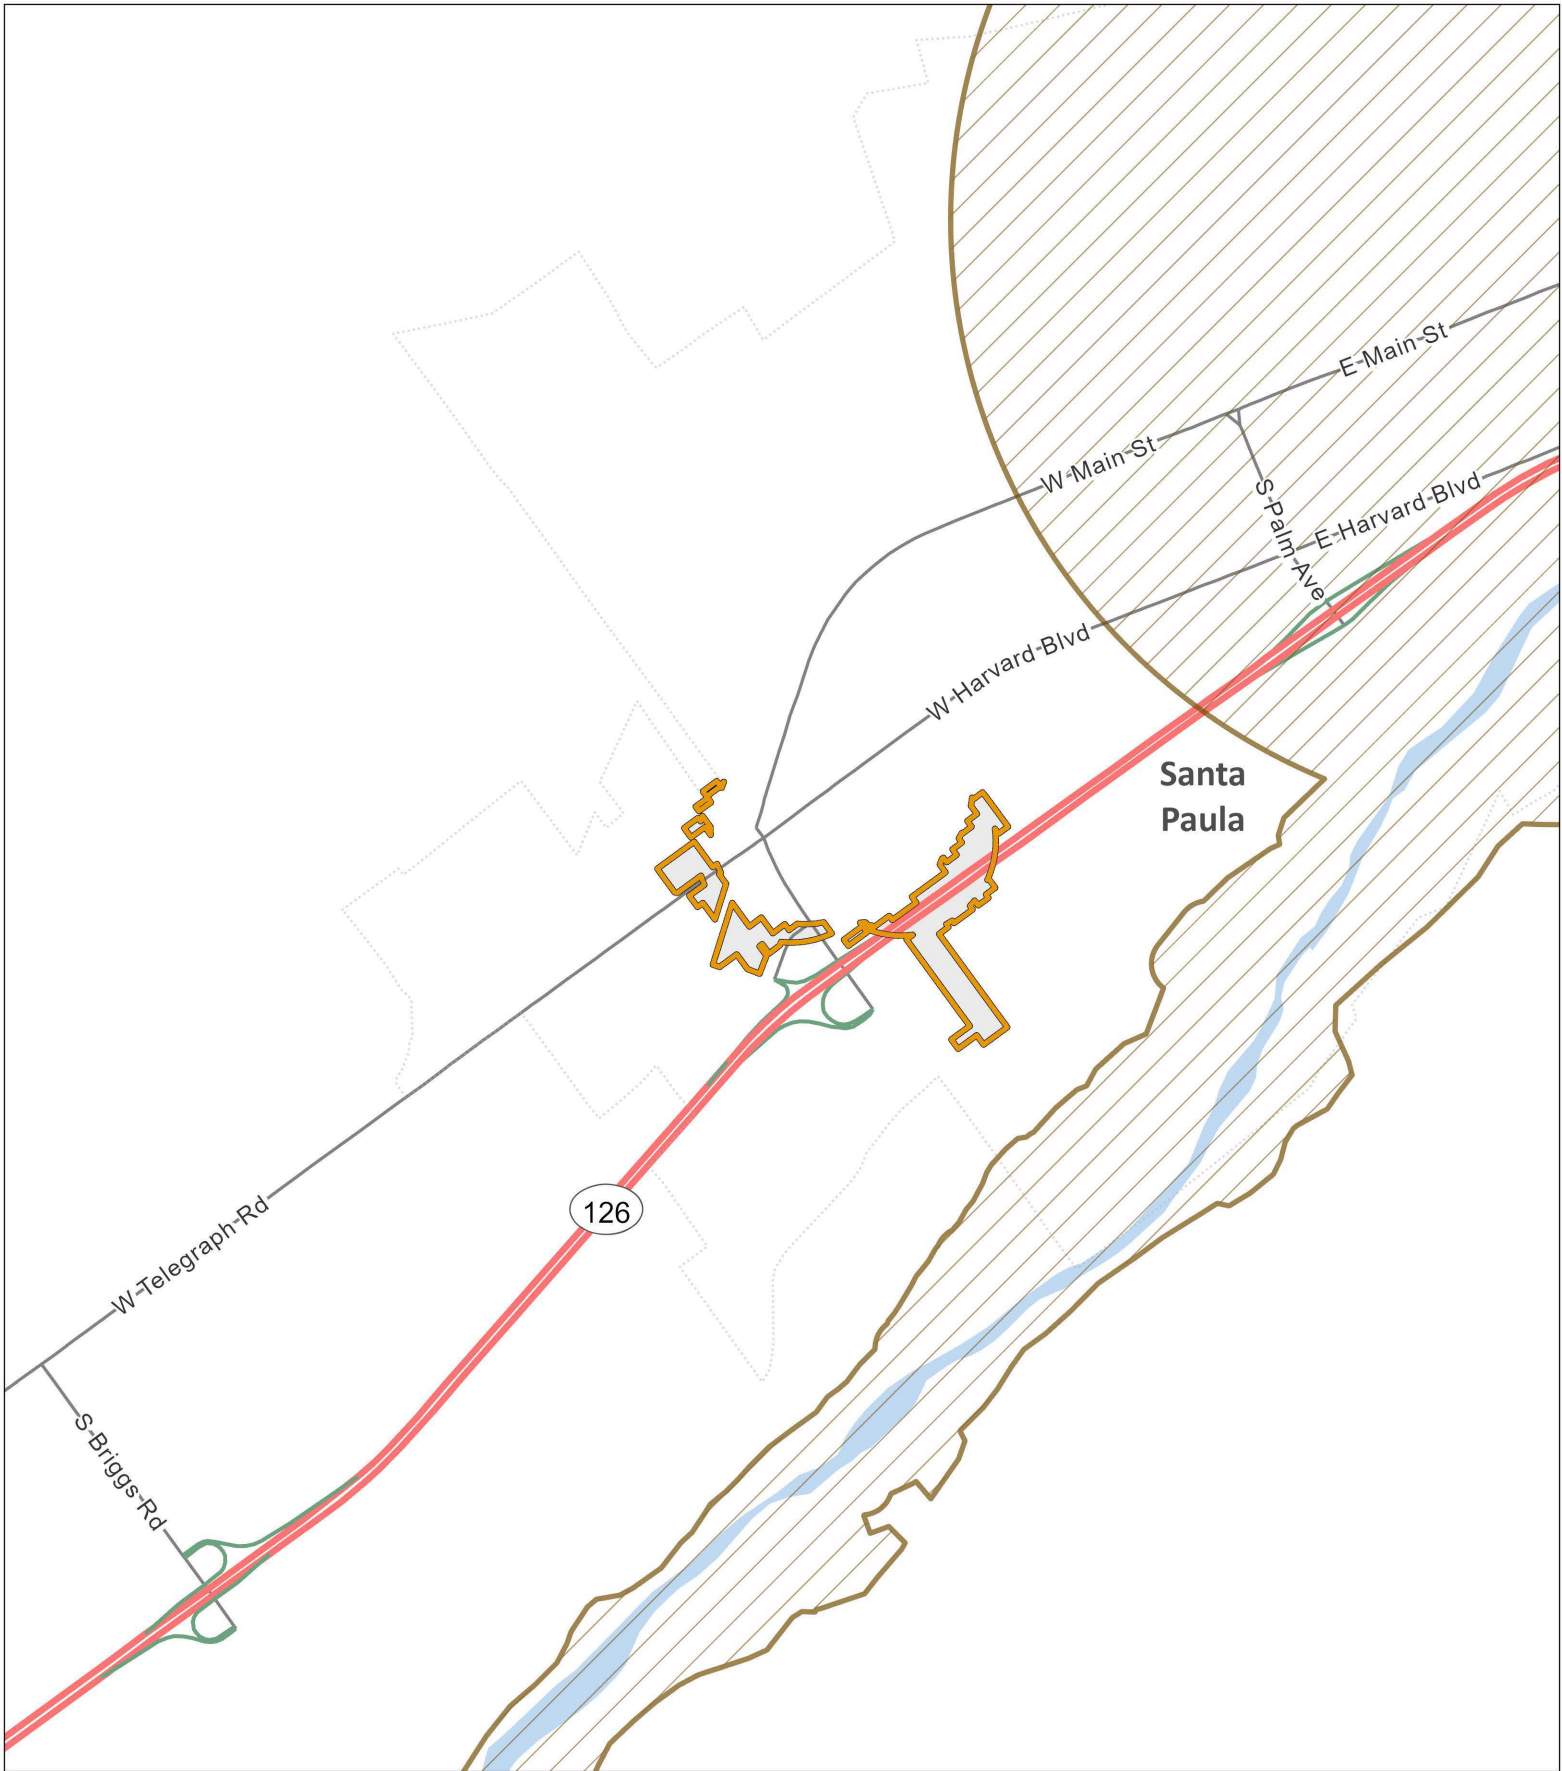 E Main St
W Main St
S Palm Ave
E Harvard Blvd
W Harvard Blvd
Santa
Paula
126
W Telegraph Rd
S Briggs Rd